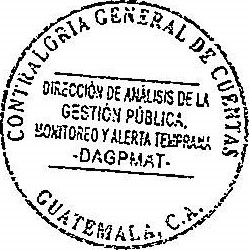 CONTRALORIA GENERAL DE CUENTAS
DIRECCIÓN DE ANÁLISIS DE LA
GESTIÓN PÚBLICA,
MONITOREO Y ALERTA TEMPRANA
-DAGPMAT-
GUATEMALA, C.A.